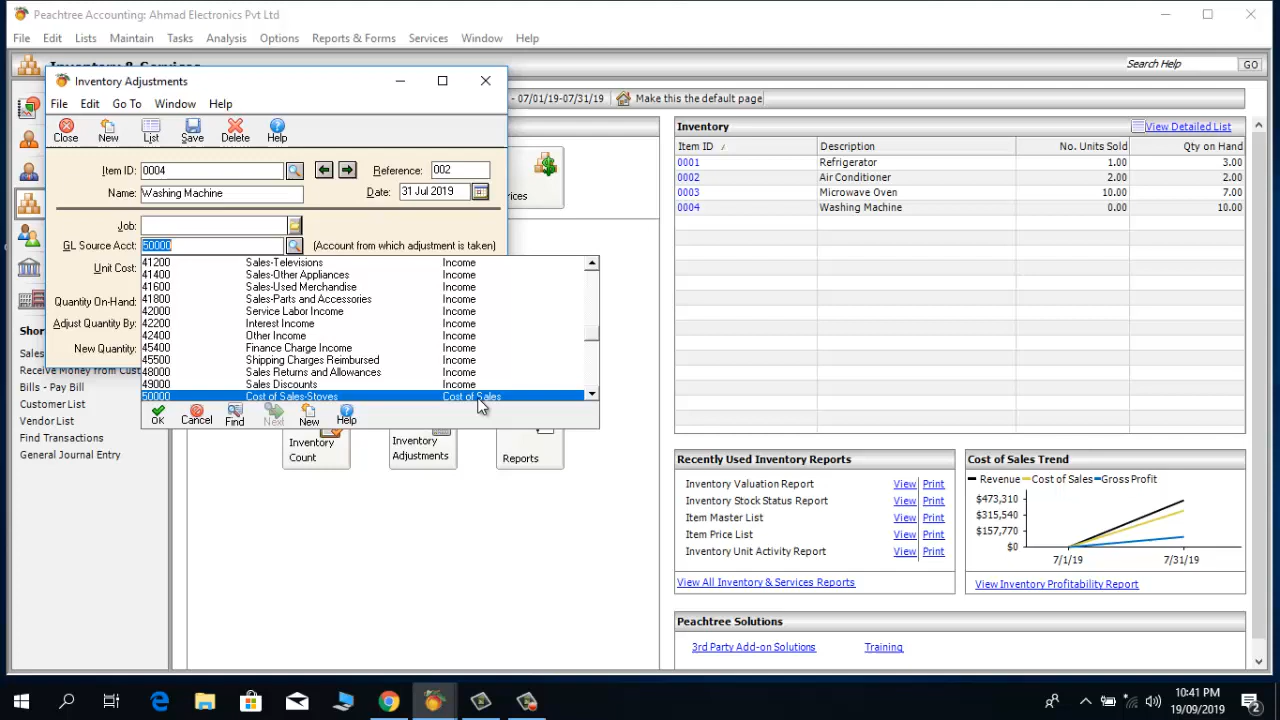 Peachtree Accounting: Ahmad Electronics Pvt Ltd
File Edit Lists Maintain Tasks Analysis Options Reports & Forms Services Window Help
Search Help GO
Inventory Adjustments
- 07/01/19-07/31/19 Make this the default page
File Edit Go To Window Help
Close New List Save Delete Help
Item ID: 0004 Reference: 002
Name: Washing Machine Date: 31 Jul 2019
Job:
GL Source Acct: 50000 (Account from which adjustment is taken)
Unit Cost:
Quantity On-Hand
Adjust Quantity By:
New Quantity:
41200 Sales-Televisions Income
41400 Sales-Other Appliances Income
41600 Sales-Used Merchandise Income
41800 Sales-Parts and Accessories Income
42000 Service Labor Income Income
42200 Interest Income Income
42400 Other Income Income
45400 Finance Charge Income Income
45500 Shipping Charges Reimbursed Income
48000 Sales Returns and Allowances Income
49000 Sales Discounts Income
50000 Cost of Sales-Stoves Cost of Sales
OK Cancel Find Next New Help
Shor
Sales
Receive Money from Cust
Bills - Pay Bill
Customer List
Vendor List
Find Transactions
General Journal Entry
Inventory Count
Inventory Adjustments
Reports
Inventory View Detailed List
Item ID / Description No. Units Sold Qty on Hand
0001 Refrigerator 1.00 3.00
0002 Air Conditioner 2.00 2.00
0003 Microwave Oven 10.00 7.00
0004 Washing Machine 0.00 10.00
Recently Used Inventory Reports
Inventory Valuation Report View Print
Inventory Stock Status Report View Print
Item Master List View Print
Item Price List View Print
Inventory Unit Activity Report View Print
View All Inventory & Services Reports
Cost of Sales Trend
Revenue Cost of Sales Gross Profit
$473,310
$315,540
$157,770
$0
7/1/19 7/31/19
View Inventory Profitability Report
Peachtree Solutions
3rd Party Add-on Solutions Training
10:41 PM
19/09/2019
2